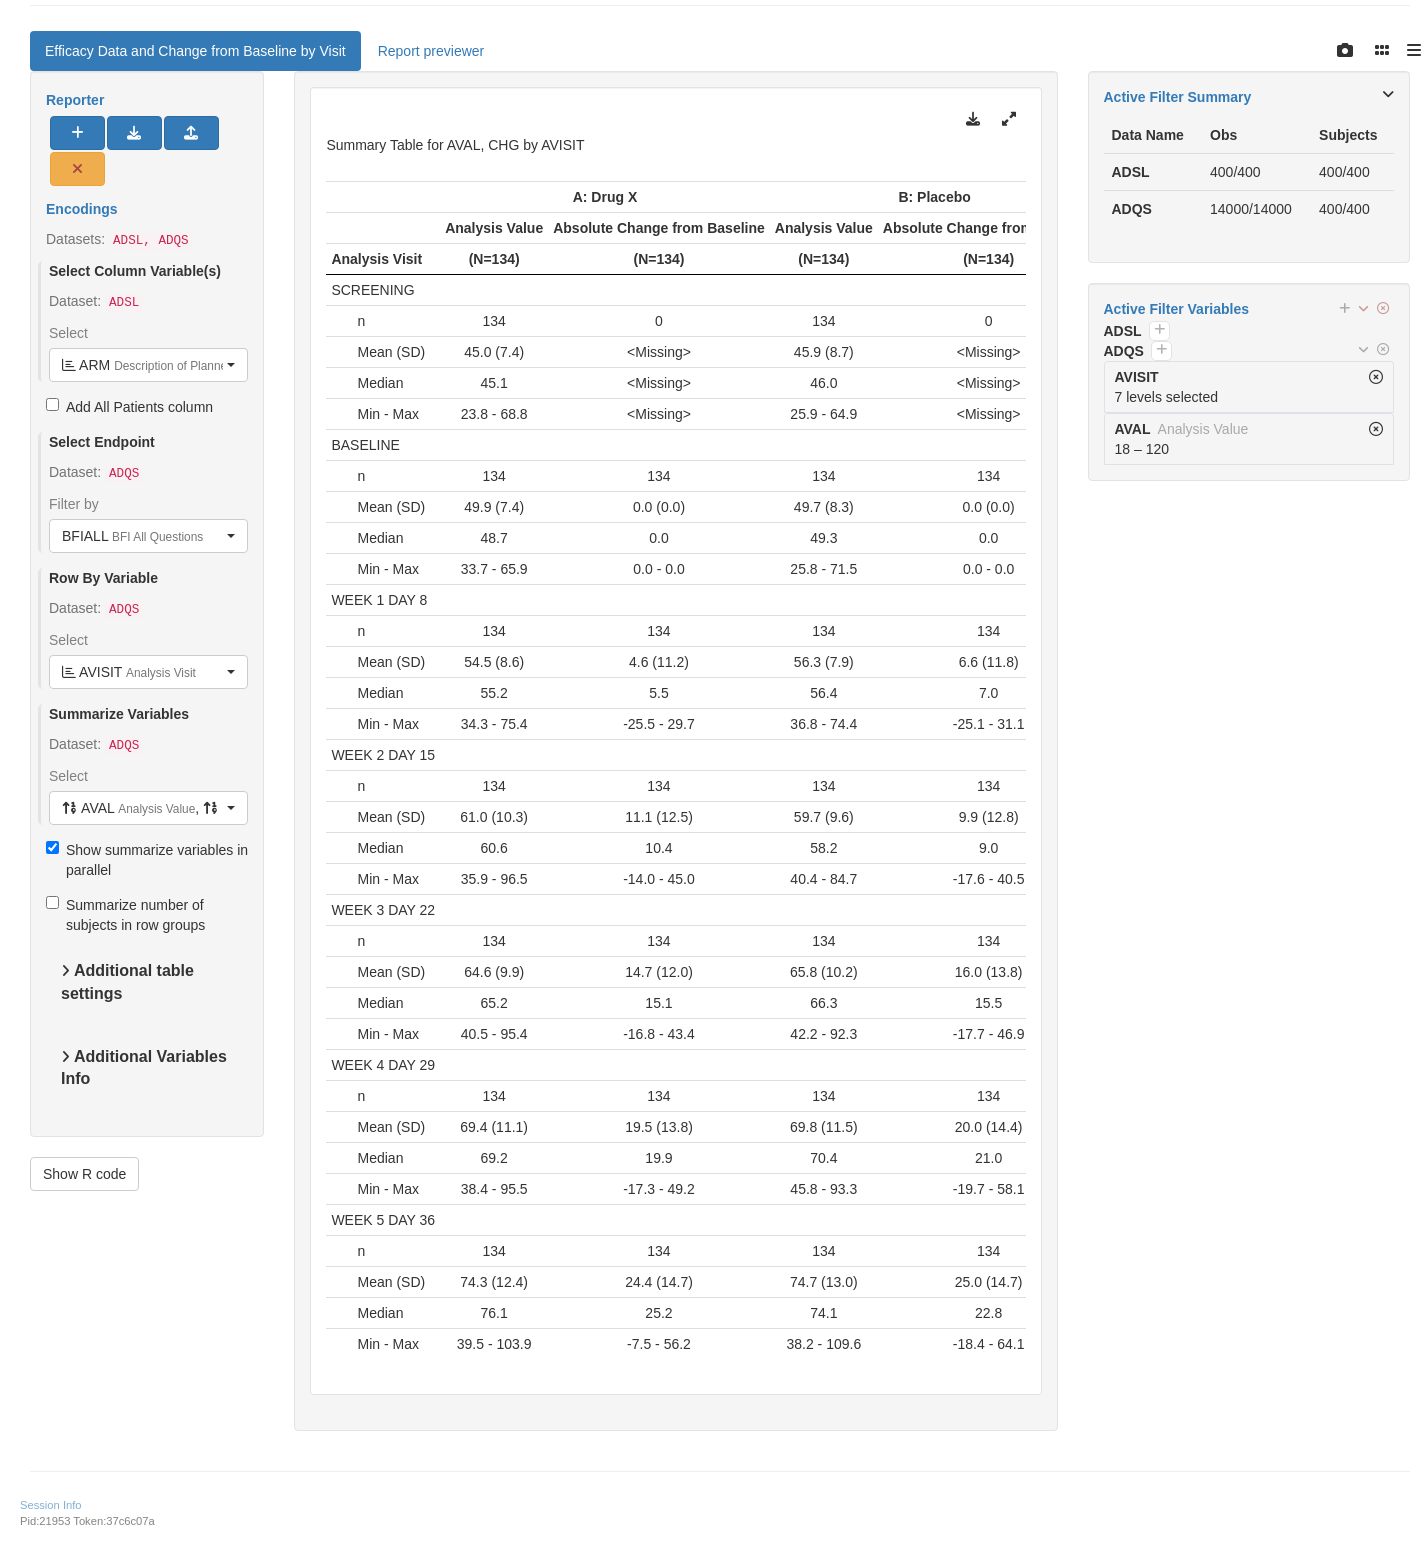 Efficacy Data and Change from Baseline by Visit Report previewer
Reporter
Encodings
Datasets: ADSL, ADQS
Select Column Variable(s)
Dataset: ADSL
Select
ARM Description of Planne
Add All Patients column
Select Endpoint
Dataset: ADQS
Filter by
BFIALL BFI All Questions
Row By Variable
Dataset: ADQS
Select
AVISIT Analysis Visit
Summarize Variables
Dataset: ADQS
Select
AVAL Analysis Value,
Show summarize variables in
parallel
Summarize number of
subjects in row groups
Additional table
settings
Additional Variables
Info
Show R code
Summary Table for AVAL, CHG by AVISIT
A: Drug X B: Placebo
Analysis Value Absolute Change from Baseline Analysis Value Absolute Change from
Analysis Visit (N=134) (N=134) (N=134) (N=134)
SCREENING
n 134 0 134 0
Mean (SD) 45.0 (7.4) <Missing> 45.9 (8.7) <Missing>
Median 45.1 <Missing> 46.0 <Missing>
Min - Max 23.8 - 68.8 <Missing> 25.9 - 64.9 <Missing>
BASELINE
n 134 134 134 134
Mean (SD) 49.9 (7.4) 0.0 (0.0) 49.7 (8.3) 0.0 (0.0)
Median 48.7 0.0 49.3 0.0
Min - Max 33.7 - 65.9 0.0 - 0.0 25.8 - 71.5 0.0 - 0.0
WEEK 1 DAY 8
n 134 134 134 134
Mean (SD) 54.5 (8.6) 4.6 (11.2) 56.3 (7.9) 6.6 (11.8)
Median 55.2 5.5 56.4 7.0
Min - Max 34.3 - 75.4 -25.5 - 29.7 36.8 - 74.4 -25.1 - 31.1
WEEK 2 DAY 15
n 134 134 134 134
Mean (SD) 61.0 (10.3) 11.1 (12.5) 59.7 (9.6) 9.9 (12.8)
Median 60.6 10.4 58.2 9.0
Min - Max 35.9 - 96.5 -14.0 - 45.0 40.4 - 84.7 -17.6 - 40.5
WEEK 3 DAY 22
n 134 134 134 134
Mean (SD) 64.6 (9.9) 14.7 (12.0) 65.8 (10.2) 16.0 (13.8)
Median 65.2 15.1 66.3 15.5
Min - Max 40.5 - 95.4 -16.8 - 43.4 42.2 - 92.3 -17.7 - 46.9
WEEK 4 DAY 29
n 134 134 134 134
Mean (SD) 69.4 (11.1) 19.5 (13.8) 69.8 (11.5) 20.0 (14.4)
Median 69.2 19.9 70.4 21.0
Min - Max 38.4 - 95.5 -17.3 - 49.2 45.8 - 93.3 -19.7 - 58.1
WEEK 5 DAY 36
n 134 134 134 134
Mean (SD) 74.3 (12.4) 24.4 (14.7) 74.7 (13.0) 25.0 (14.7)
Median 76.1 25.2 74.1 22.8
Min - Max 39.5 - 103.9 -7.5 - 56.2 38.2 - 109.6 -18.4 - 64.1
Active Filter Summary
Data Name Obs Subjects
ADSL 400/400 400/400
ADQS 14000/14000 400/400
Active Filter Variables
ADSL
ADQS
AVISIT
7 levels selected
AVAL Analysis Value
18 – 120
Session Info
Pid:21953 Token:37c6c07a